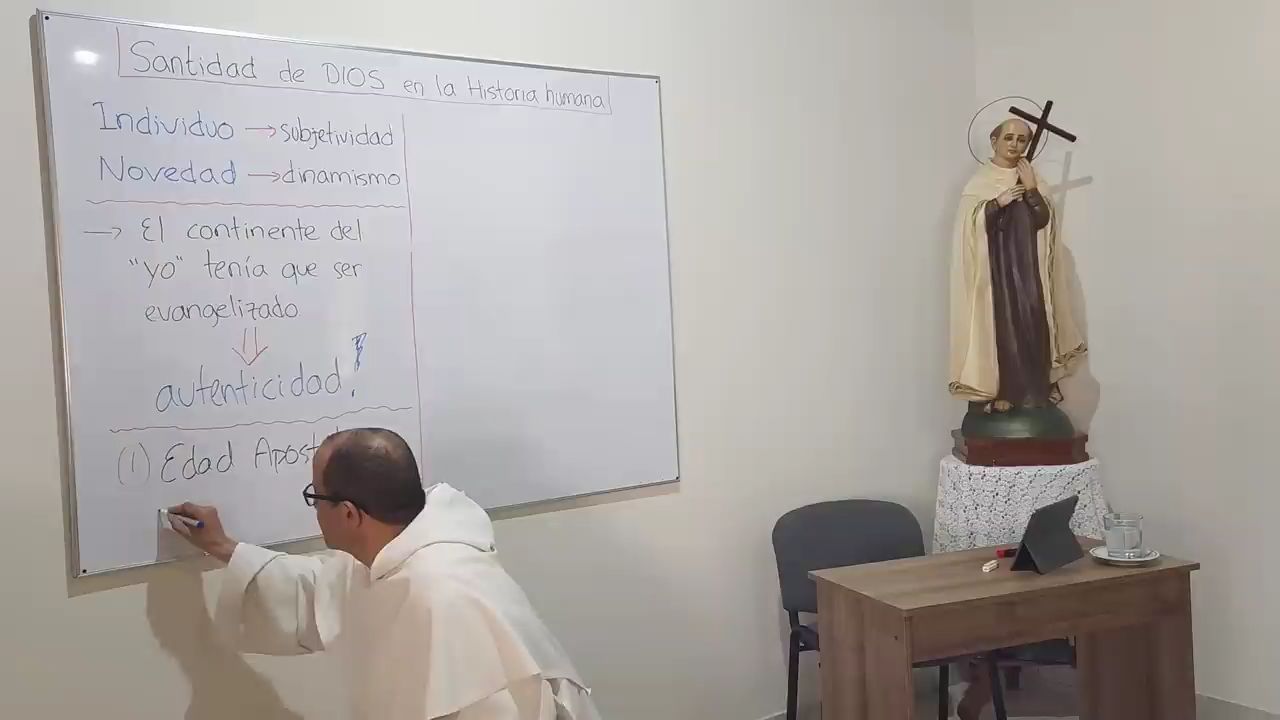 Santidad de DIOS en la Historia humana
Individuo → subjetividad
Novedad → dinamismo
→ El continente del
"yo" tenía que ser
evangelizado
autenticidad!
(1) Edad